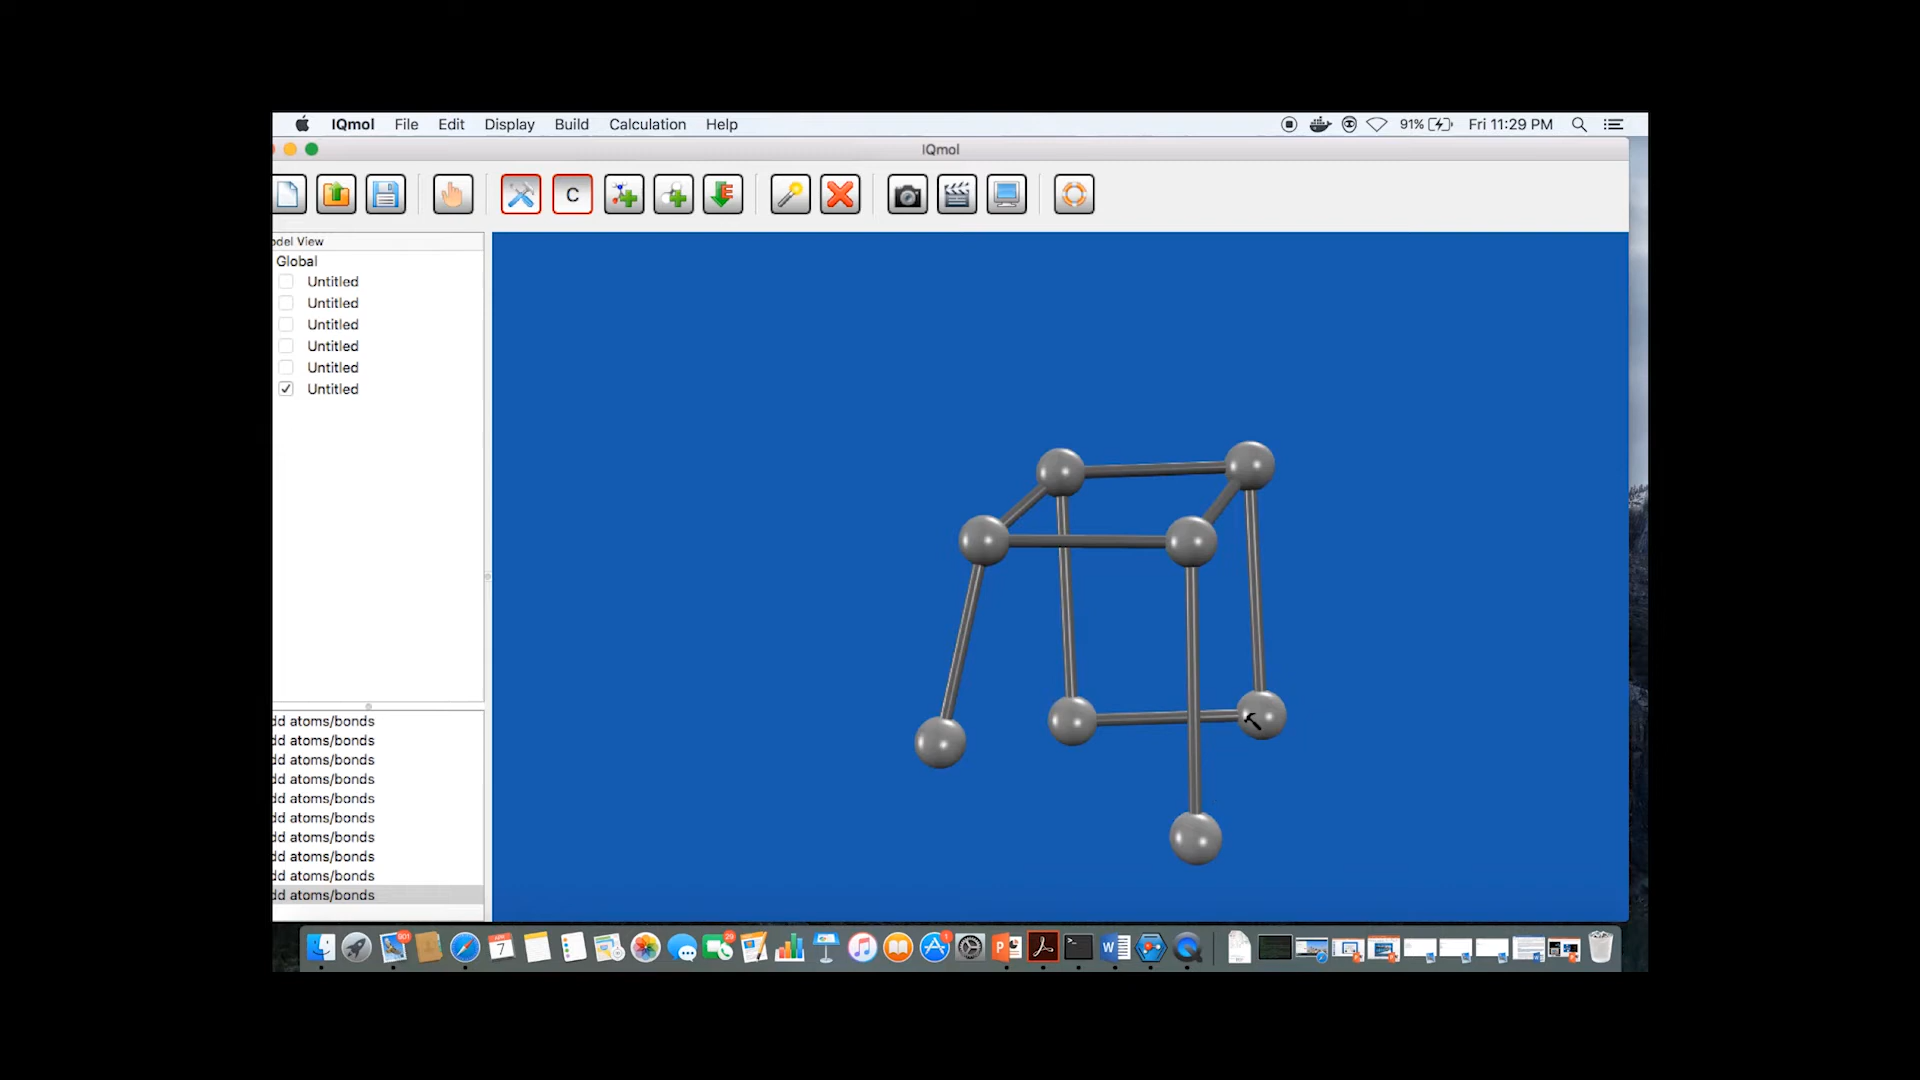 IQmol File Edit Display Build Calculation Help 91% Fri 11:29 PM
IQmol
C
odel View
Global
Untitled
Untitled
Untitled
Untitled
Untitled
Untitled
dd atoms/bonds
dd atoms/bonds
dd atoms/bonds
dd atoms/bonds
dd atoms/bonds
dd atoms/bonds
dd atoms/bonds
dd atoms/bonds
dd atoms/bonds
dd atoms/bonds